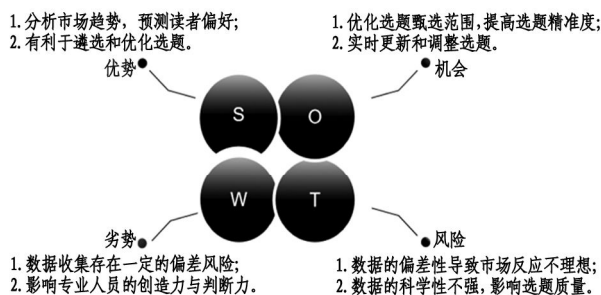 1. 分析市场趋势，预测读者偏好;
2. 有利于遴选和优化选题。
优势
1. 优化选题甄选范围,提高选题精准度;
2. 实时更新和调整选题。
机会
S
O
W
T
劣势
1. 数据收集存在一定的偏差风险;
2. 影响专业人员的创造力与判断力。
风险
1. 数据的偏差性导致市场反应不理想;
2. 数据的科学性不强,影响选题质量。